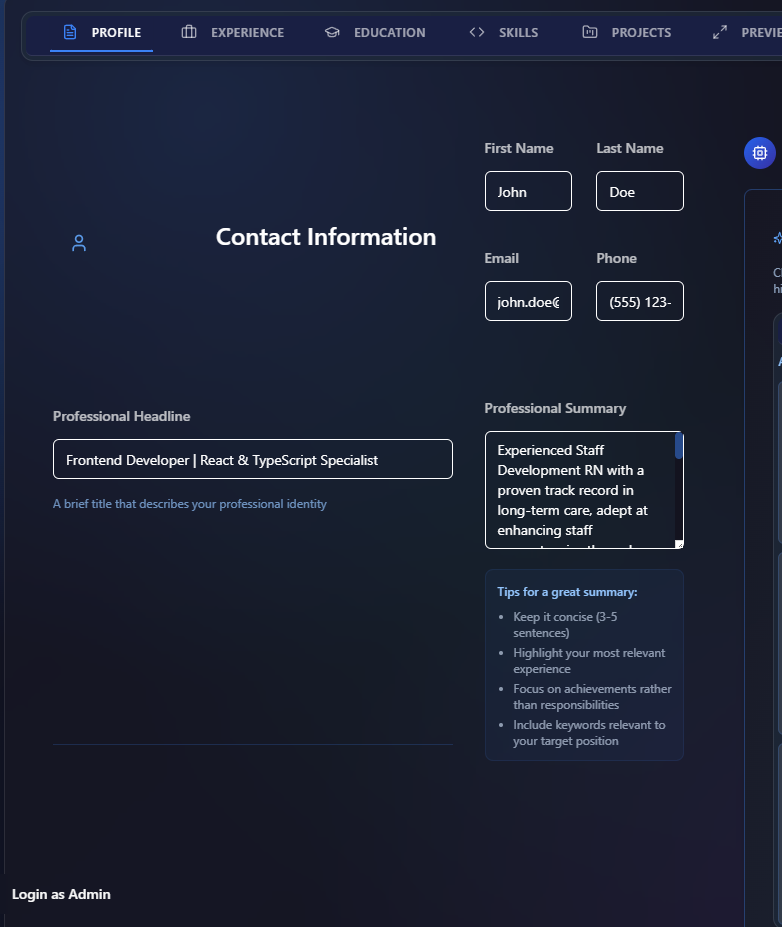 PROFILE EXPERIENCE EDUCATION SKILLS PROJECTS PREVIE
First Name Last Name
John Doe
Contact Information
Email Phone
john.doe@ (555) 123-
Professional Headline
Frontend Developer | React & TypeScript Specialist
A brief title that describes your professional identity
Professional Summary
Experienced Staff
Development RN with a
proven track record in
long-term care, adept at
enhancing staff
Tips for a great summary:
• Keep it concise (3-5
sentences)
• Highlight your most relevant
experience
• Focus on achievements rather
than responsibilities
• Include keywords relevant to
your target position
Login as Admin